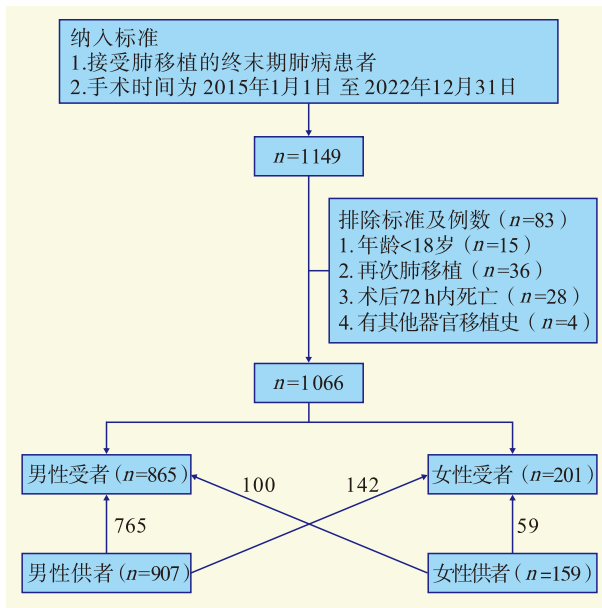 纳入标准
1.接受肺移植的终末期肺病患者
2.手术时间为 2015年1月1日 至 2022年12月31日
n=1149
排除标准及例数 (n=83)
1. 年龄<18岁 (n=15)
2. 再次肺移植 (n=36)
3. 术后72 h内死亡 (n=28)
4. 有其他器官移植史 (n=4)
n=1066
男性受者 (n=865)
女性受者 (n=201)
100
142
765
59
男性供者 (n=907)
女性供者 (n=159)